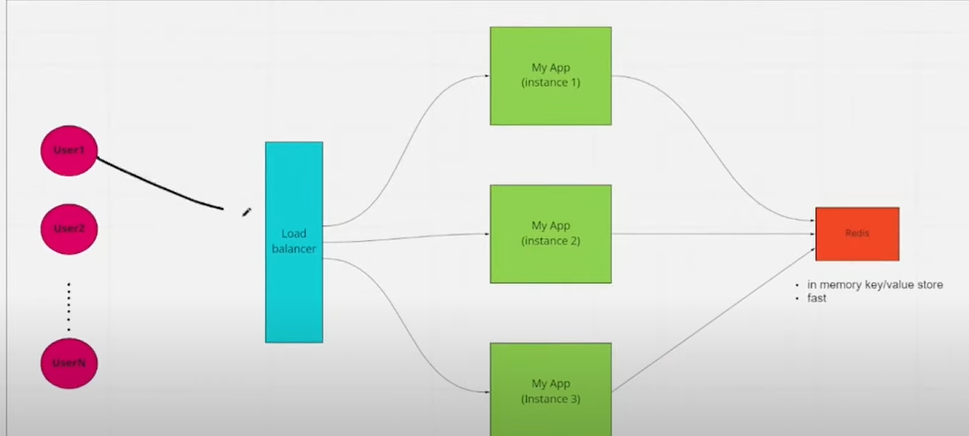 My App
(instance 1)
User1
User2
Load
balancer
My App
(instance 2)
Redis
• in memory key/value store
• fast
UserN
My App
(Instance 3)